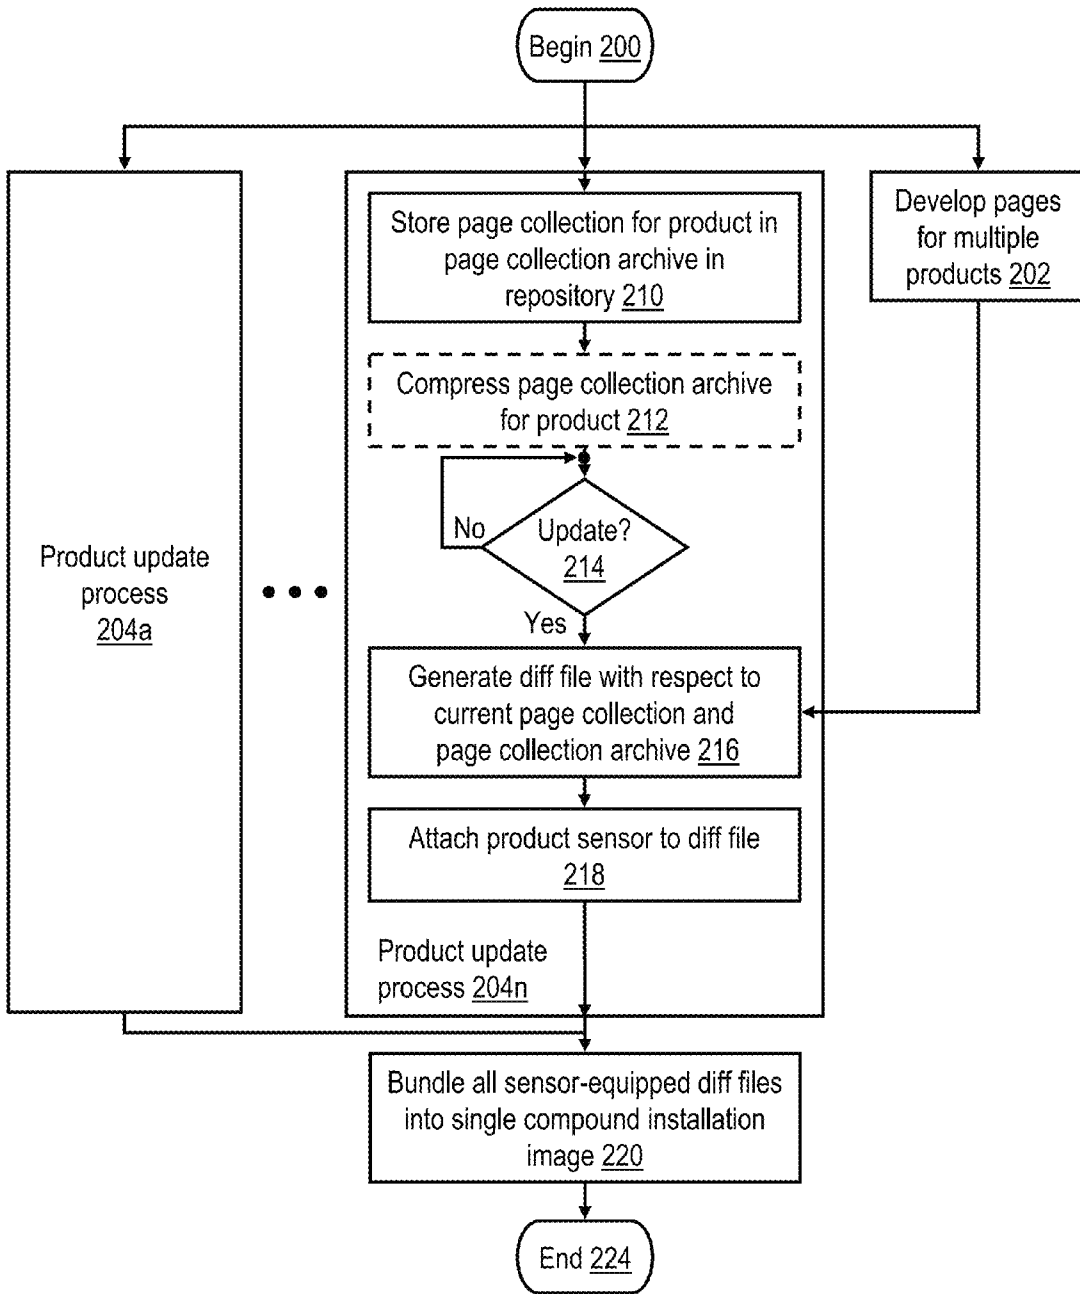 Begin 200
Store page collection for product in
page collection archive in
repository 210
Develop pages
for multiple
products 202
Compress page collection archive
for product 212
No
Update?
214
Yes
Product update
process
204a
Generate diff file with respect to
current page collection and
page collection archive 216
Attach product sensor to diff file
218
Product update
process 204n
Bundle all sensor-equipped diff files
into single compound installation
image 220
End 224